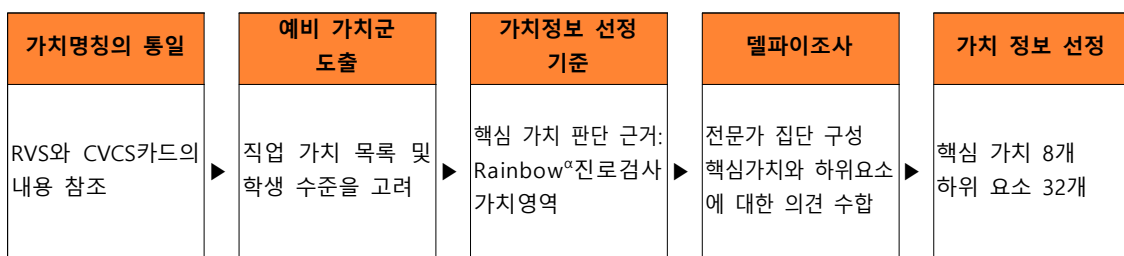 가치명칭의 통일
RVS와 CVCS카드의
내용 참조
▶
예비 가치군
도출
직업 가치 목록 및
학생 수준을 고려
▶
가치정보 선정
기준
핵심 가치 판단 근거:
Rainbowᵅ진로검사
가치영역
▶
델파이조사
전문가 집단 구성
핵심가치와 하위요소
에 대한 의견 수합
▶
가치 정보 선정
핵심 가치 8개
하위 요소 32개